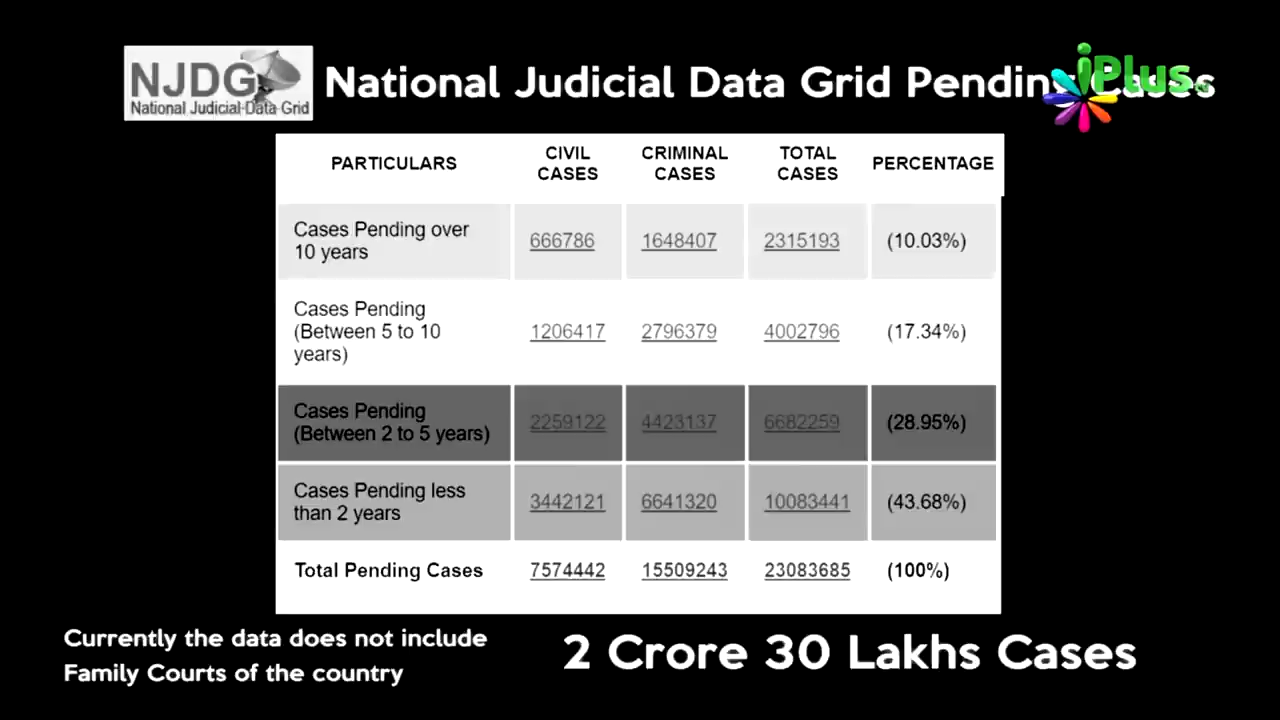 NJDG
National Judicial Data Grid
National Judicial Data Grid Pending Cases
iPlus
PARTICULARS
CIVIL
CASES
CRIMINAL
CASES
TOTAL
CASES
PERCENTAGE
Cases Pending over
10 years
666786
1648407
2315193
(10.03%)
Cases Pending
(Between 5 to 10
years)
1206417
2796379
4002796
(17.34%)
Cases Pending
(Between 2 to 5 years)
2259122
4423137
6682259
(28.95%)
Cases Pending less
than 2 years
3442121
6641320
10083441
(43.68%)
Total Pending Cases
7574442
15509243
23083685
(100%)
Currently the data does not include
Family Courts of the country
2 Crore 30 Lakhs Cases